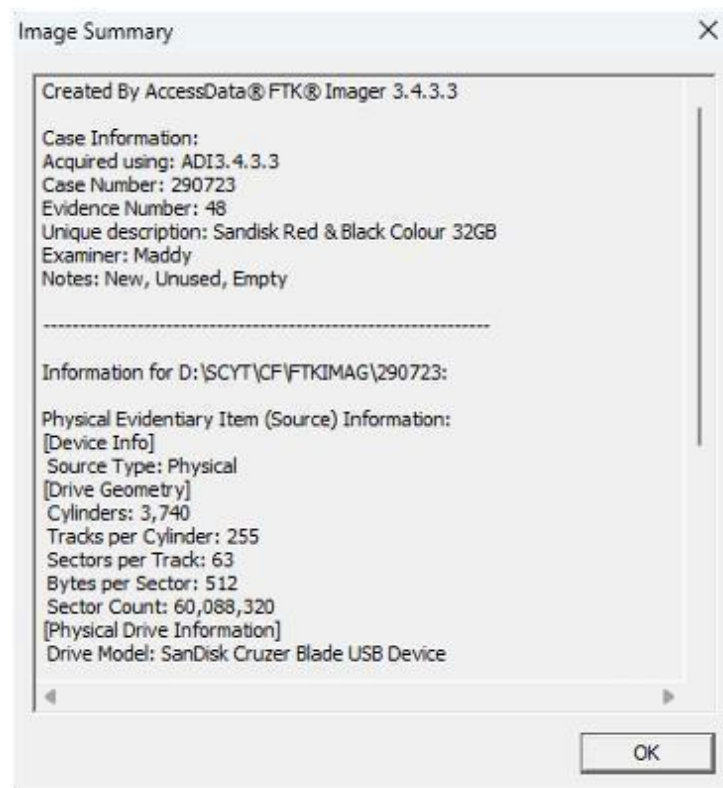 Image Summary
Created By AccessData® FTK® Imager 3.4.3.3
Case Information:
Acquired using: ADI3.4.3.3
Case Number: 290723
Evidence Number: 48
Unique description: Sandisk Red & Black Colour 32GB
Examiner: Maddy
Notes: New, Unused, Empty
--------------------------------------------------------------
Information for D:\SCYT\CF\FTKIMAG\290723:
Physical Evidentiary Item (Source) Information:
[Device Info]
Source Type: Physical
[Drive Geometry]
Cylinders: 3,740
Tracks per Cylinder: 255
Sectors per Track: 63
Bytes per Sector: 512
Sector Count: 60,088,320
[Physical Drive Information]
Drive Model: SanDisk Cruzer Blade USB Device
OK